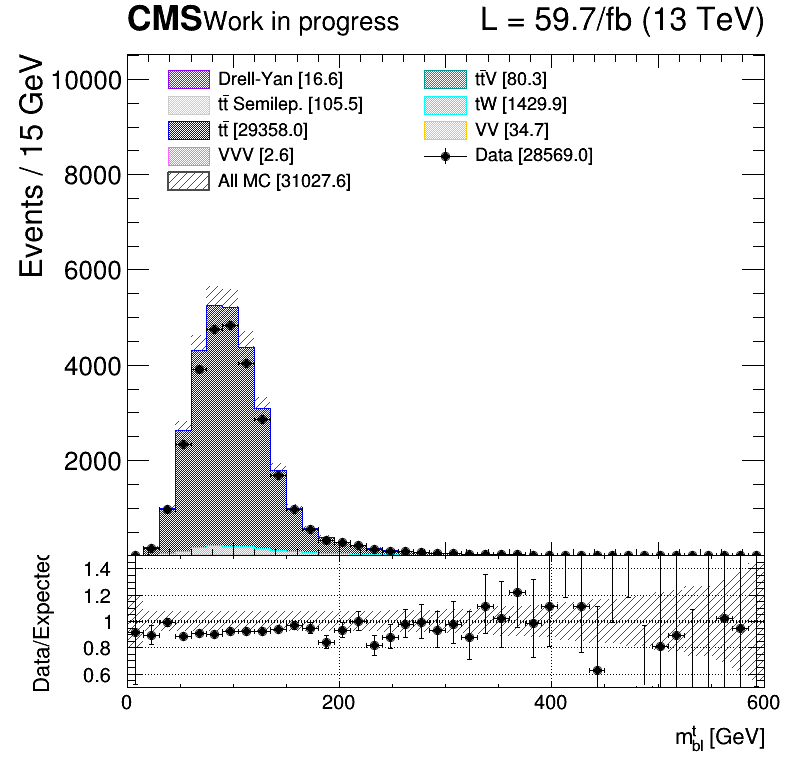 CMS Work in progress L = 59.7/fb (13 TeV)
Events / 15 GeV
10000
8000
6000
4000
2000
Drell-Yan [16.6]
tt̄ Semilep. [105.5]
tt̄ [29358.0]
VVV [2.6]
All MC [31027.6]
tt̄V [80.3]
tW [1429.9]
VV [34.7]
Data [28569.0]
Data/Expected
1.4
1.2
1
0.8
0.6
0 200 400 600
m^t_bl [GeV]